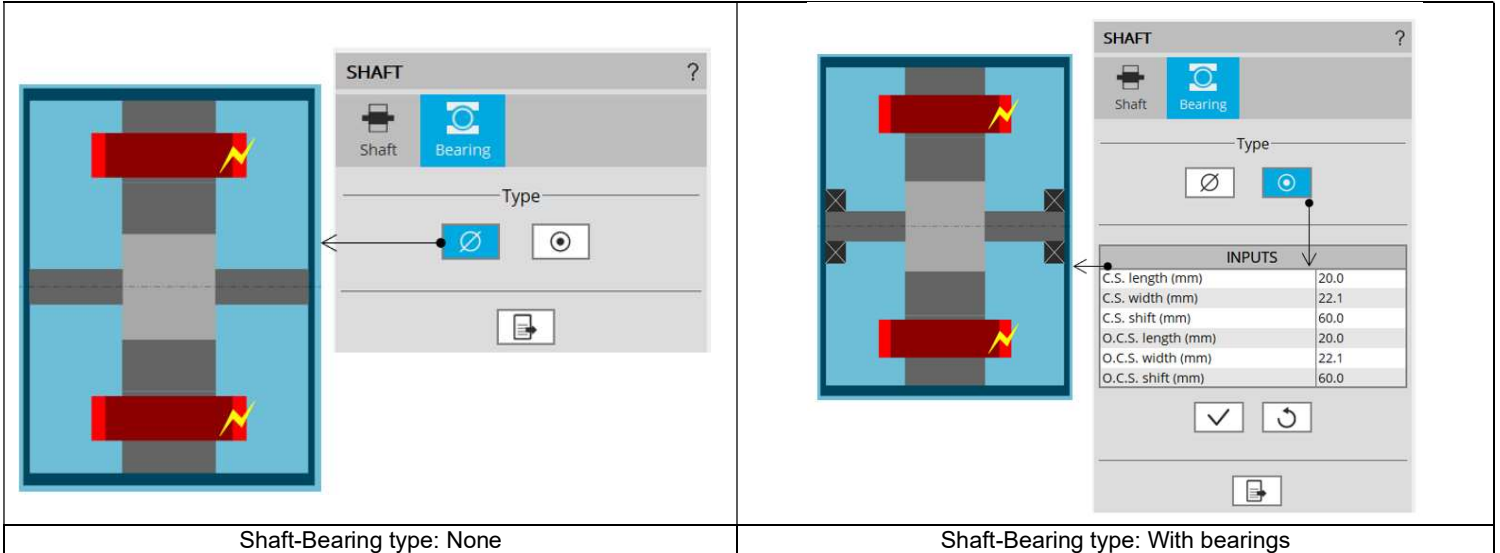 SHAFT ?
Shaft Bearing
Type
SHAFT ?
Shaft Bearing
Type
INPUTS
C.S. length (mm) 20.0
C.S. width (mm) 22.1
C.S. shift (mm) 60.0
O.C.S. length (mm) 20.0
O.C.S. width (mm) 22.1
O.C.S. shift (mm) 60.0
Shaft-Bearing type: None
Shaft-Bearing type: With bearings